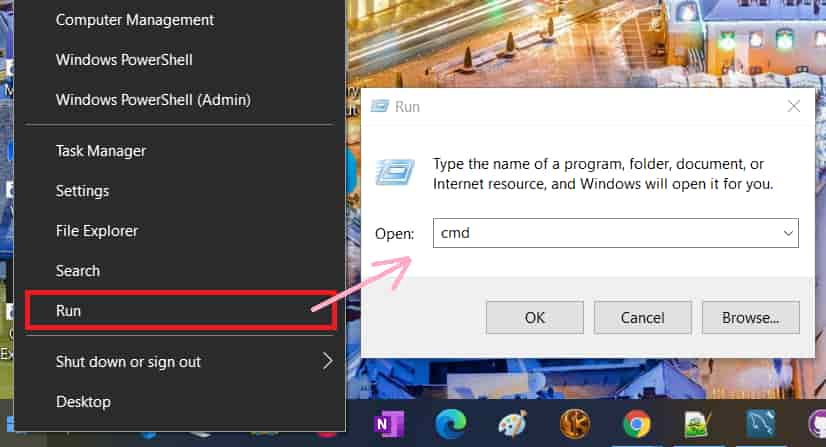 Computer Management
Windows PowerShell
Windows PowerShell (Admin)
Task Manager
Settings
File Explorer
Search
Run
Shut down or sign out
Desktop
Run
Type the name of a program, folder, document, or
Internet resource, and Windows will open it for you.
Open:
cmd
OK
Cancel
Browse...